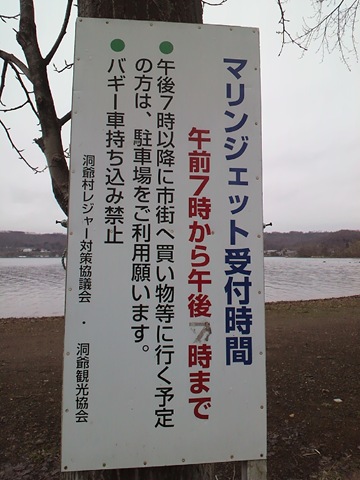 マリンジェット受付時間
午前7時から午後7時まで
●午後7時以降に市街へ買い物等に行く予定
の方は、駐車場をご利用願います。
●バギー車持ち込み禁止
洞爺村レジャー対策協議会 ・ 洞爺観光協会